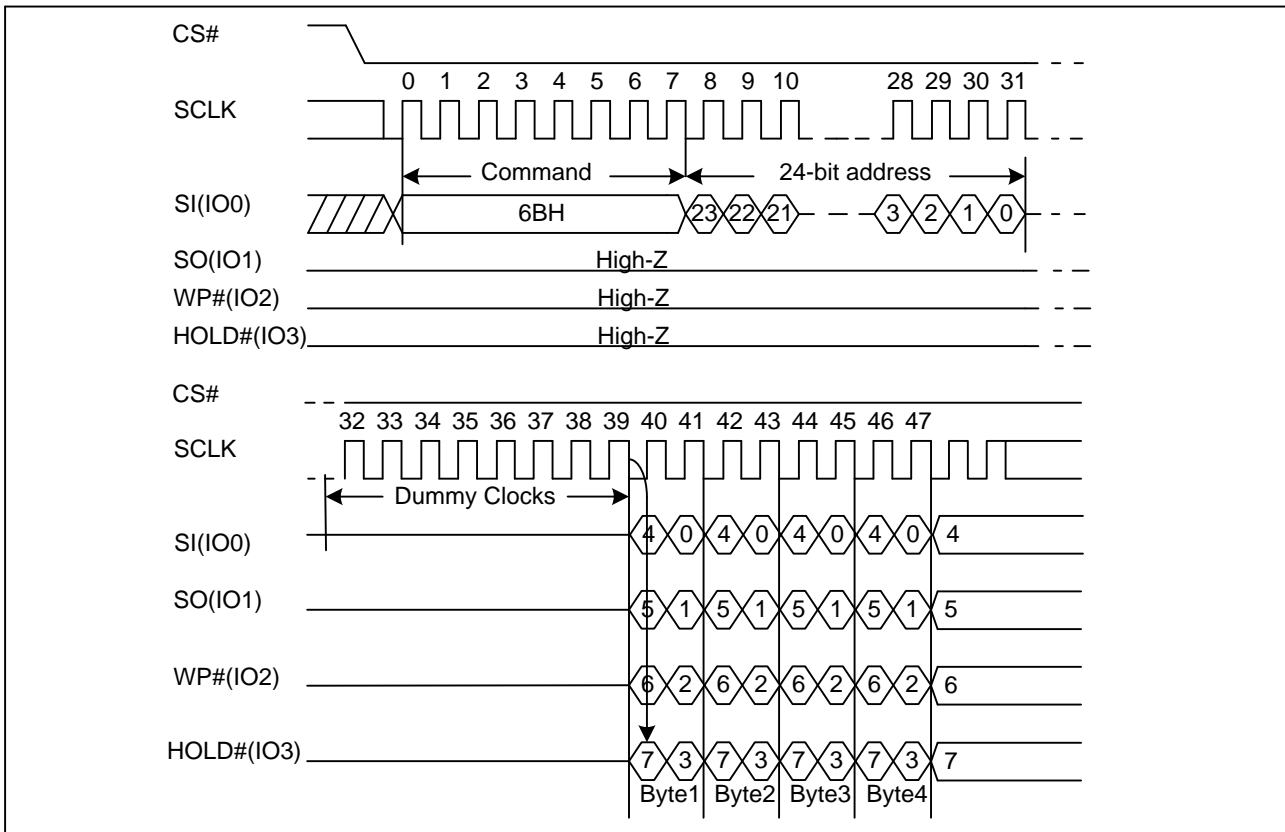 CS#
0 1 2 3 4 5 6 7 8 9 10 28 29 30 31
SCLK
Command 24-bit address
SI(IO0) 6BH 23 22 21 3 2 1 0
SO(IO1) High-Z
WP#(IO2) High-Z
HOLD#(IO3) High-Z
CS#
32 33 34 35 36 37 38 39 40 41 42 43 44 45 46 47
SCLK
Dummy Clocks
SI(IO0) 4 0 4 0 4 0 4 0 4
SO(IO1) 5 1 5 1 5 1 5 1 5
WP#(IO2) 6 2 6 2 6 2 6 2 6
HOLD#(IO3) 7 3 7 3 7 3 7 3 7
Byte1 Byte2 Byte3 Byte4